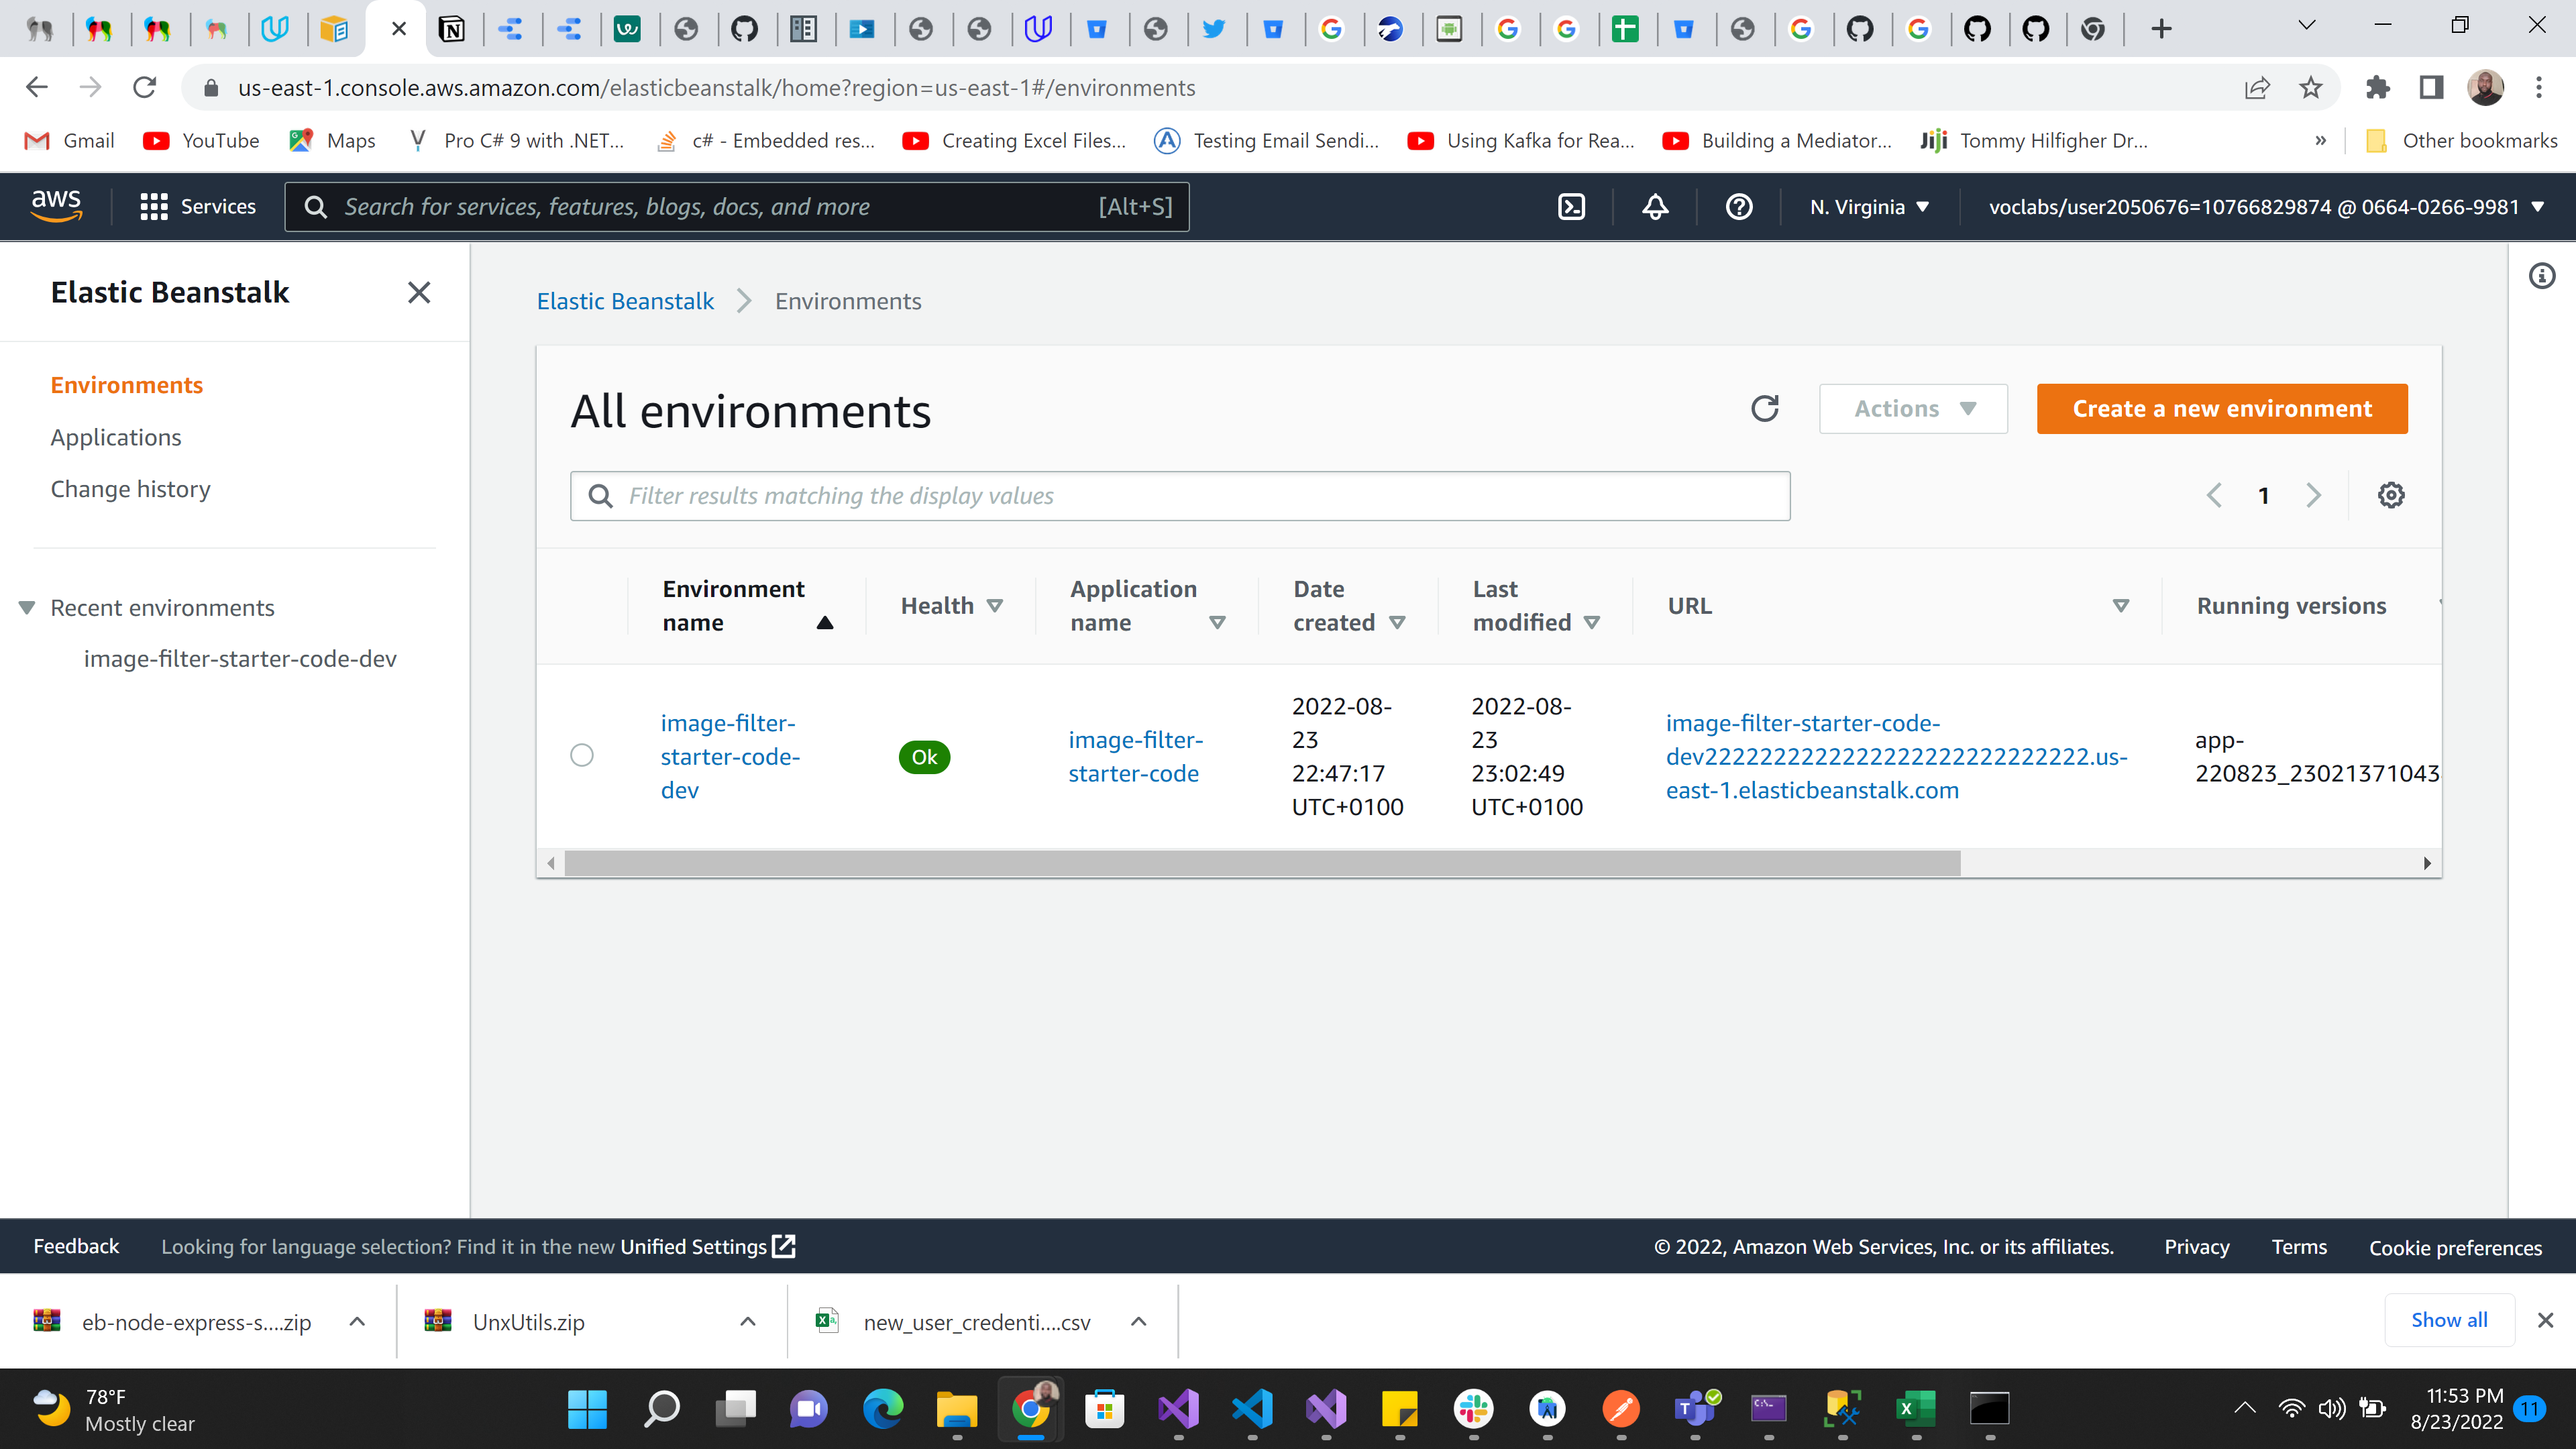 us-east-1.console.aws.amazon.com/elasticbeanstalk/home?region=us-east-1#/environments
Gmail
YouTube
Maps
Pro C# 9 with .NET...
c# - Embedded res...
Creating Excel Files...
Testing Email Sendi...
Using Kafka for Rea...
Building a Mediator...
Jiji
Tommy Hilfigher Dr...
»
Other bookmarks
aws
Services
Search for services, features, blogs, docs, and more
[Alt+S]
N. Virginia
voclabs/user2050676=10766829874 @ 0664-0266-9981
Elastic Beanstalk
Environments
Applications
Change history
Recent environments
image-filter-starter-code-dev
Elastic Beanstalk
Environments
All environments
Actions
Create a new environment
Filter results matching the display values
1
Environment
name
Health
Application
name
Date
created
Last
modified
URL
Running versions
image-filter-
starter-code-
dev
Ok
image-filter-
starter-code
2022-08-
23
22:47:17
UTC+0100
2022-08-
23
23:02:49
UTC+0100
image-filter-starter-code-
east-1.elasticbeanstalk.com
app-
Feedback
Looking for language selection? Find it in the new Unified Settings
© 2022, Amazon Web Services, Inc. or its affiliates.
Privacy
Terms
Cookie preferences
eb-node-express-s....zip
UnxUtils.zip
new_user_credenti....csv
Show all
78°F
Mostly clear
11:53 PM
8/23/2022
11